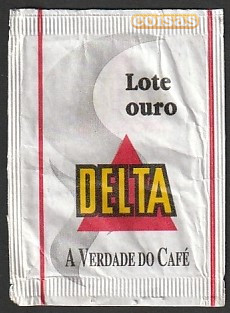 coisas
Lote
ouro
DELTA
A VERDADE DO CAFÉ